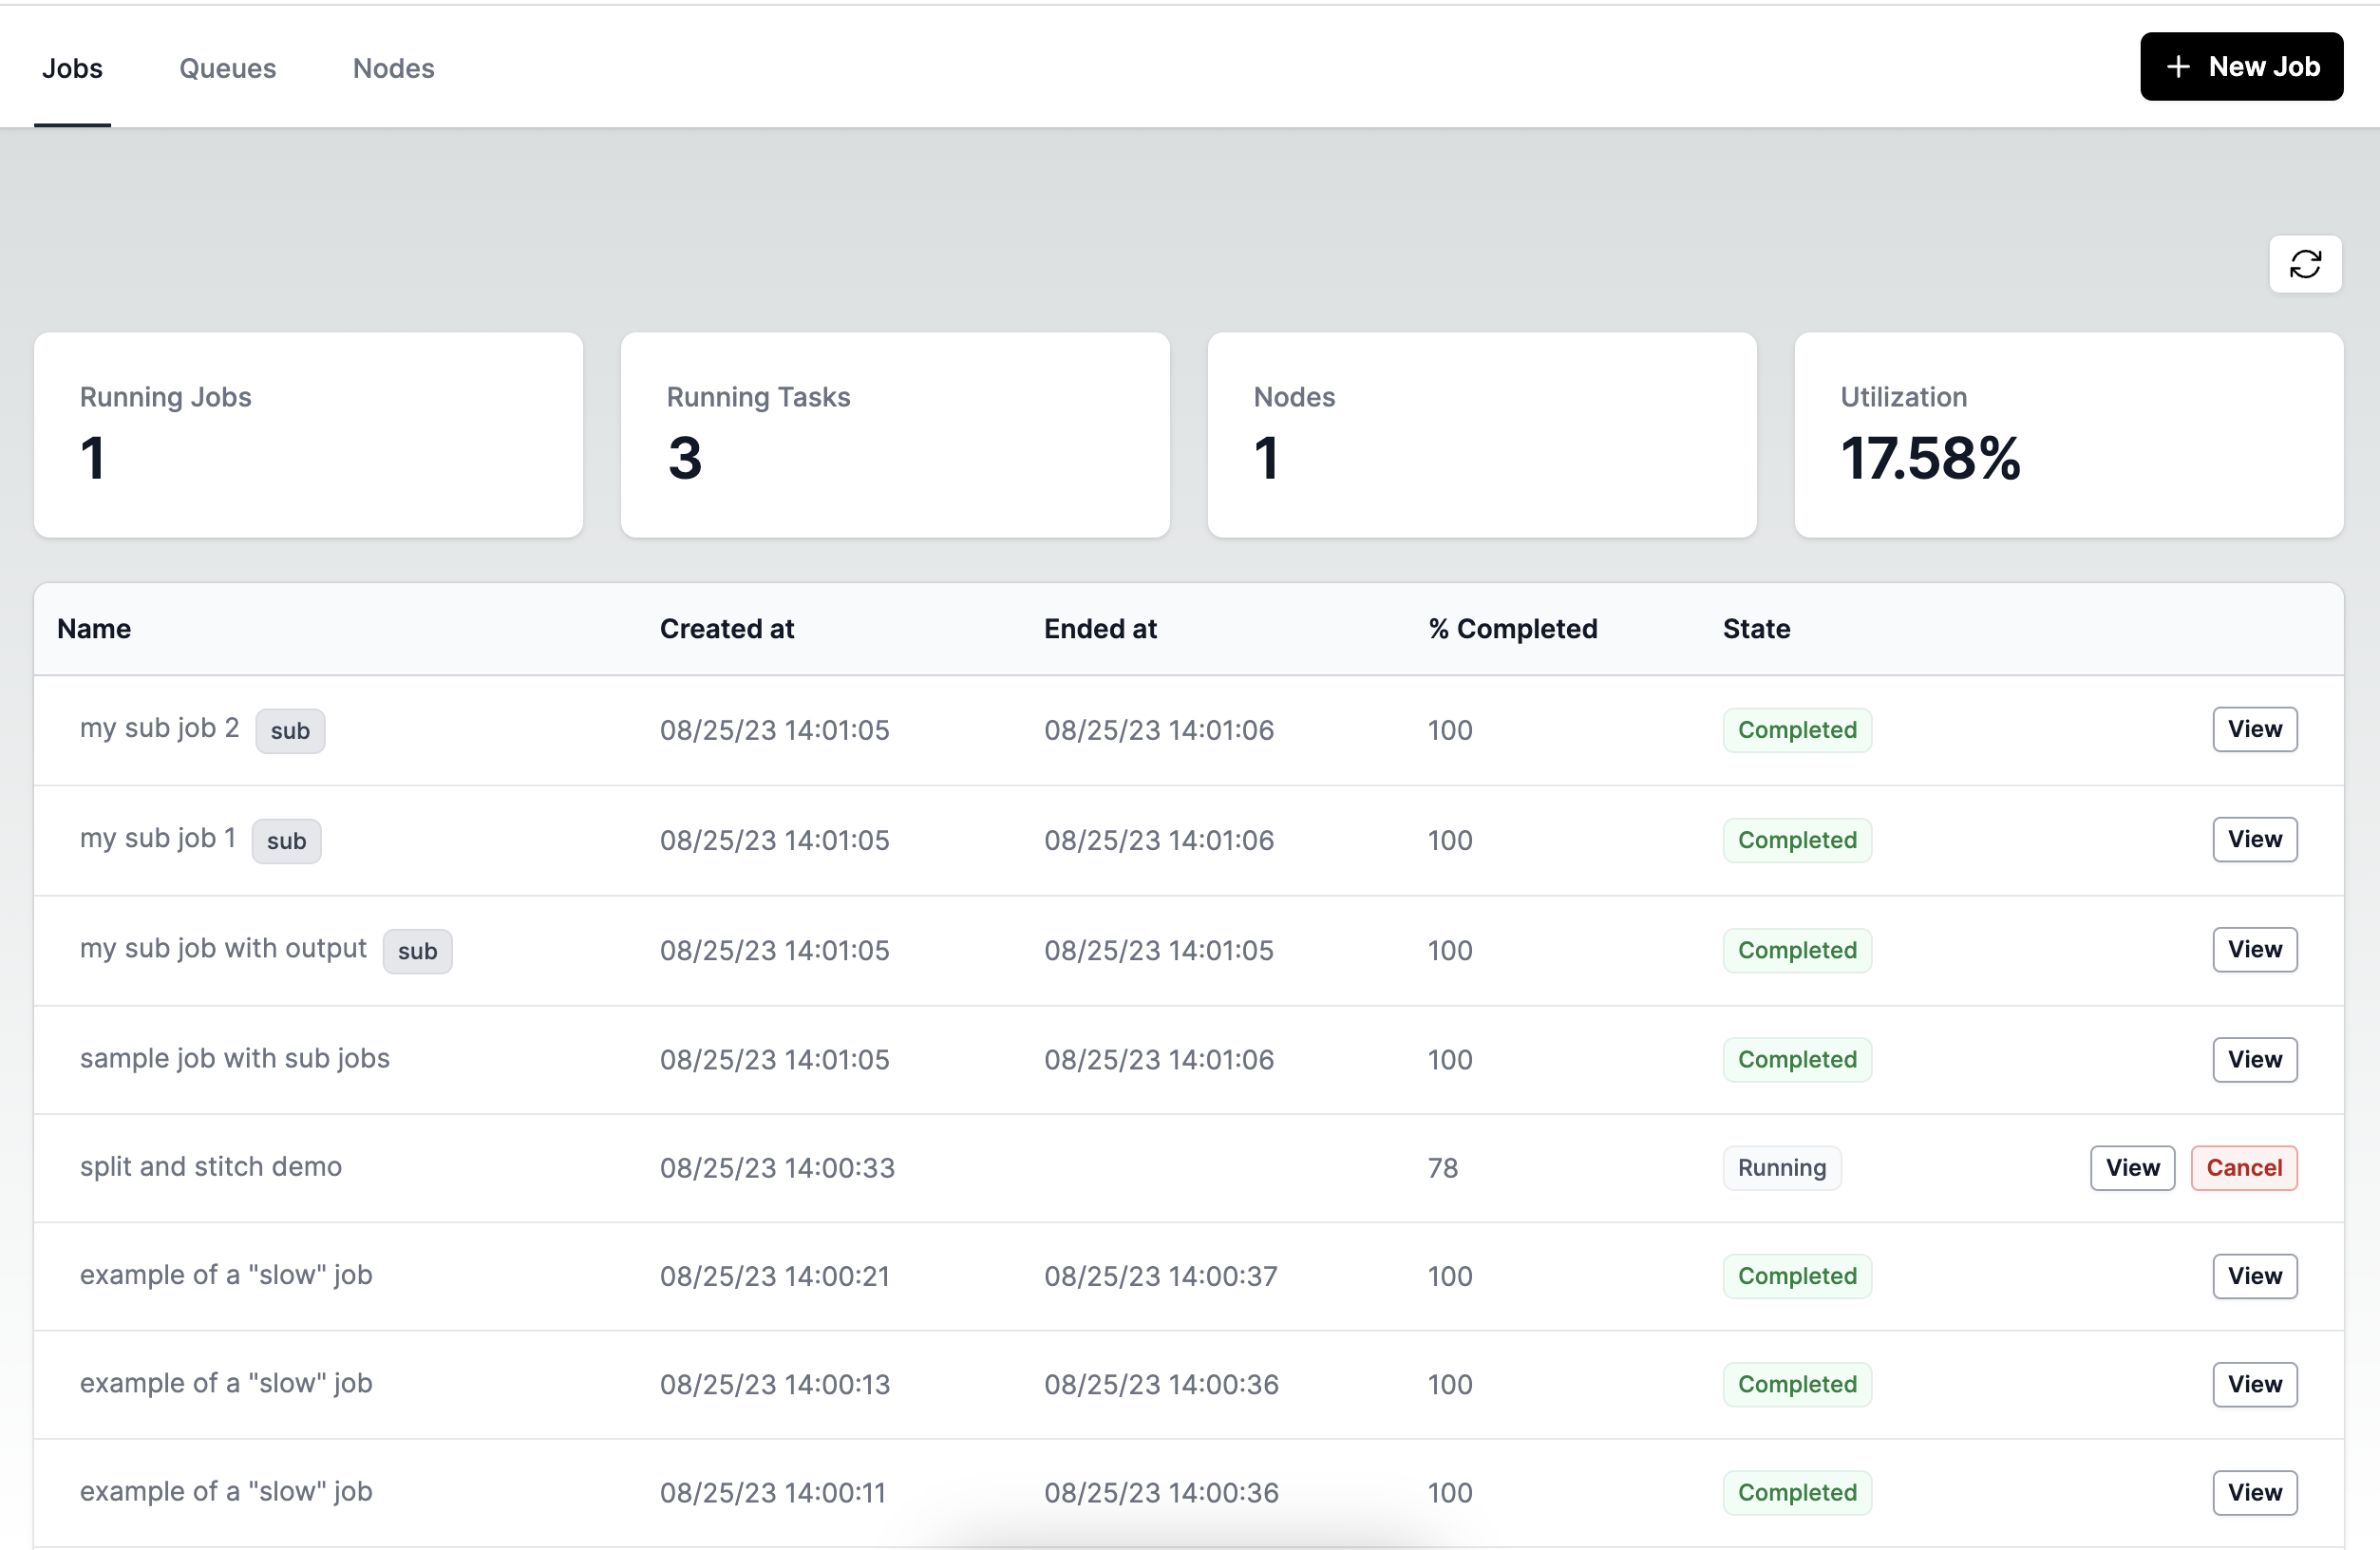 Jobs Queues Nodes + New Job
Running Jobs Running Tasks Nodes Utilization
1 3 1 17.58%
Name Created at Ended at % Completed State
my sub job 2 sub 08/25/23 14:01:05 08/25/23 14:01:06 100 Completed View
my sub job 1 sub 08/25/23 14:01:05 08/25/23 14:01:06 100 Completed View
my sub job with output sub 08/25/23 14:01:05 08/25/23 14:01:05 100 Completed View
sample job with sub jobs 08/25/23 14:01:05 08/25/23 14:01:06 100 Completed View
split and stitch demo 08/25/23 14:00:33 78 Running View Cancel
example of a "slow" job 08/25/23 14:00:21 08/25/23 14:00:37 100 Completed View
example of a "slow" job 08/25/23 14:00:13 08/25/23 14:00:36 100 Completed View
example of a "slow" job 08/25/23 14:00:11 08/25/23 14:00:36 100 Completed View